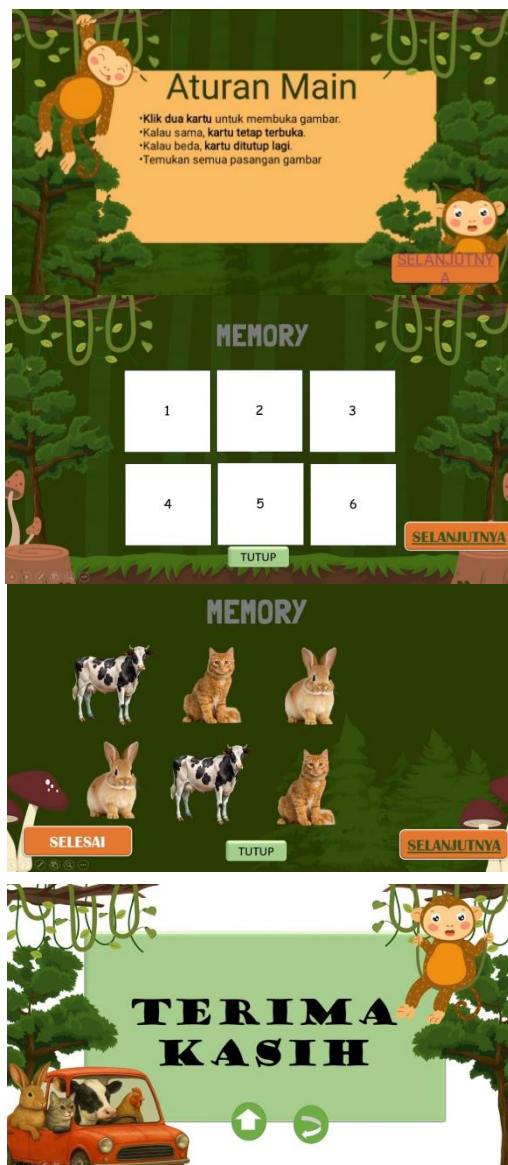 Aturan Main
•Klik dua kartu untuk membuka gambar.
•Kalau sama, kartu tetap terbuka.
•Kalau beda, kartu ditutup lagi.
•Temukan semua pasangan gambar
SELANJUTNY
A
MEMORY
1 2 3
4 5 6
SELANJUTNYA
TUTUP
MEMORY
SELESAI
TUTUP
SELANJUTNYA
TERIMA
KASIH